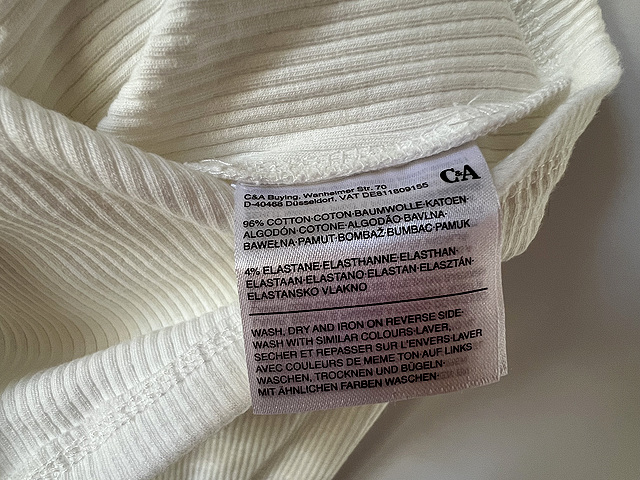 C&A
C&A Buying, Wanheimer Str. 70
D-40468 Düsseldorf, VAT DE811809155
96% COTTON·COTON·BAUMWOLLE·KATOEN·
ALGODÓN·COTONE·ALGODÃO·BAVLNA·
BAWEŁNA·PAMUT·BOMBAŽ·BUMBAC·PAMUK
4% ELASTANE·ELASTHANNE·ELASTHAN·
ELASTAAN·ELASTANO·ELASTAN·ELASZTÁN·
ELASTANSKO VLAKNO
WASH, DRY AND IRON ON REVERSE SIDE·
WASH WITH SIMILAR COLOURS·LAVER,
SECHER ET REPASSER SUR L'ENVERS·LAVER
AVEC COULEURS DE MEME TON·AUF LINKS
WASCHEN, TROCKNEN UND BÜGELN·
MIT ÄHNLICHEN FARBEN WASCHEN·